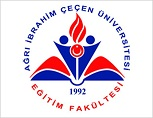 AĞRI İBRAHİM ÇEÇEN ÜNİVERSİTESİ
1992
EĞİTİM FAKÜLTESİ